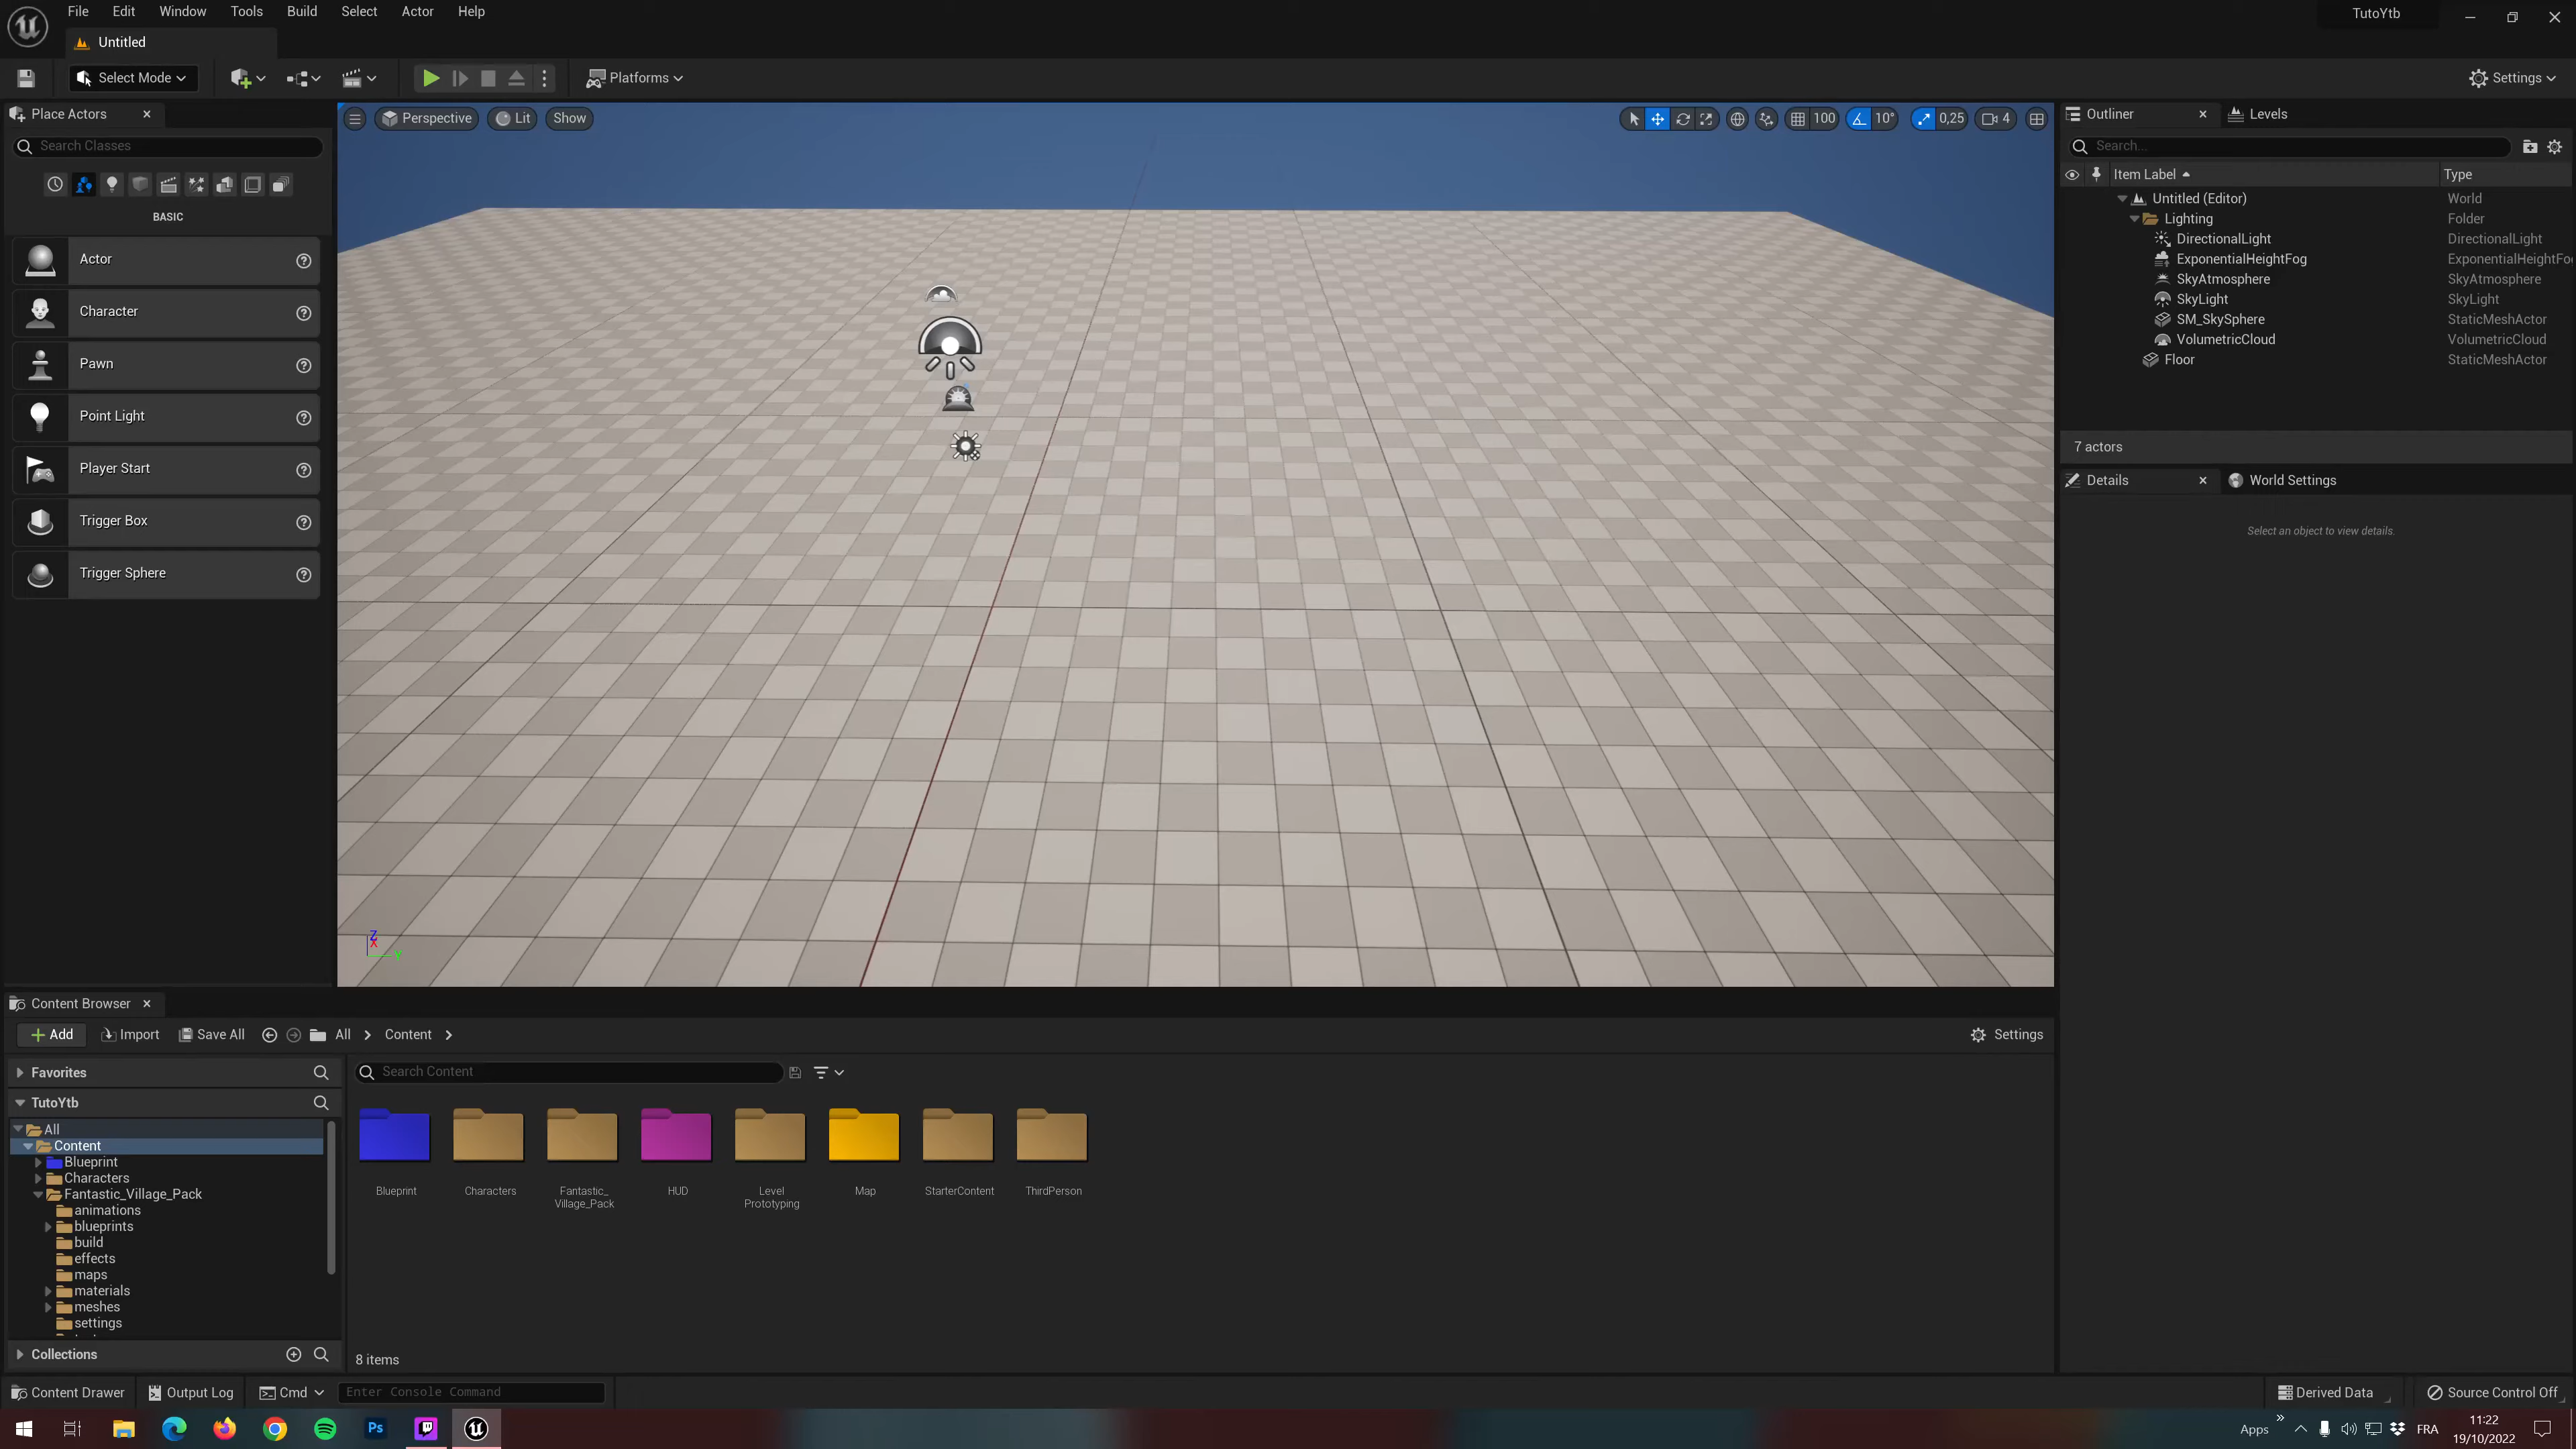 File Edit Window Tools Build Select Actor Help
TutoYtb
Untitled
Select Mode
Platforms
Settings
Place Actors
Search Classes
BASIC
Actor
Character
Pawn
Point Light
Player Start
Trigger Box
Trigger Sphere
Perspective Lit Show
100 10° 0,25 4
Z
X
Y
Outliner Levels
Search...
Item Label Type
Untitled (Editor) World
Lighting Folder
DirectionalLight DirectionalLight
ExponentialHeightFog ExponentialHeightFo
SkyAtmosphere SkyAtmosphere
SkyLight SkyLight
SM_SkySphere StaticMeshActor
VolumetricCloud VolumetricCloud
Floor StaticMeshActor
7 actors
Details World Settings
Select an object to view details.
Content Browser
Add Import Save All All Content
Settings
Favorites
TutoYtb
All
Content
Blueprint
Characters
Fantastic_Village_Pack
animations
blueprints
build
effects
maps
materials
meshes
settings
Collections
Search Content
Blueprint
Characters
Fantastic_
Village_Pack
HUD
Level
Prototyping
Map
StarterContent
ThirdPerson
8 items
Content Drawer Output Log Cmd Enter Console Command
Derived Data Source Control Off
Ps
Apps
FRA
11:22
19/10/2022